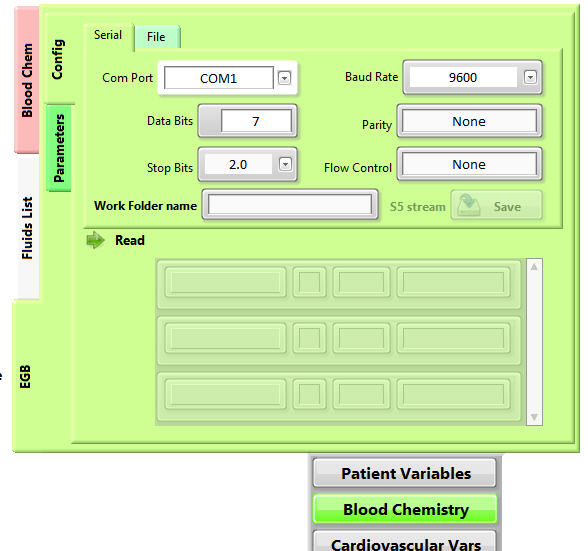 Blood Chem
Fluids List
EGB
Config
Parameters
Serial
File
Com Port
COM1
Baud Rate
9600
Data Bits
7
Parity
None
Stop Bits
2.0
Flow Control
None
Work Folder name
S5 stream
Save
Read
e
Patient Variables
Blood Chemistry
Cardiovascular Vars